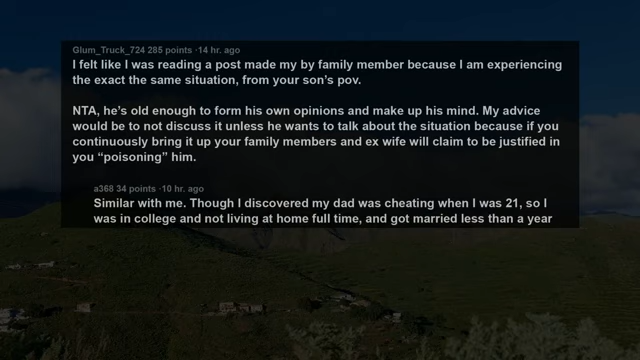 Glum_Truck_724 285 points · 14 hr. ago
I felt like I was reading a post made my by family member because I am experiencing
the exact the same situation, from your son's pov.
NTA, he's old enough to form his own opinions and make up his mind. My advice
would be to not discuss it unless he wants to talk about the situation because if you
continuously bring it up your family members and ex wife will claim to be justified in
you “poisoning” him.
a368 34 points · 10 hr. ago
Similar with me. Though I discovered my dad was cheating when I was 21, so I
was in college and not living at home full time, and got married less than a year